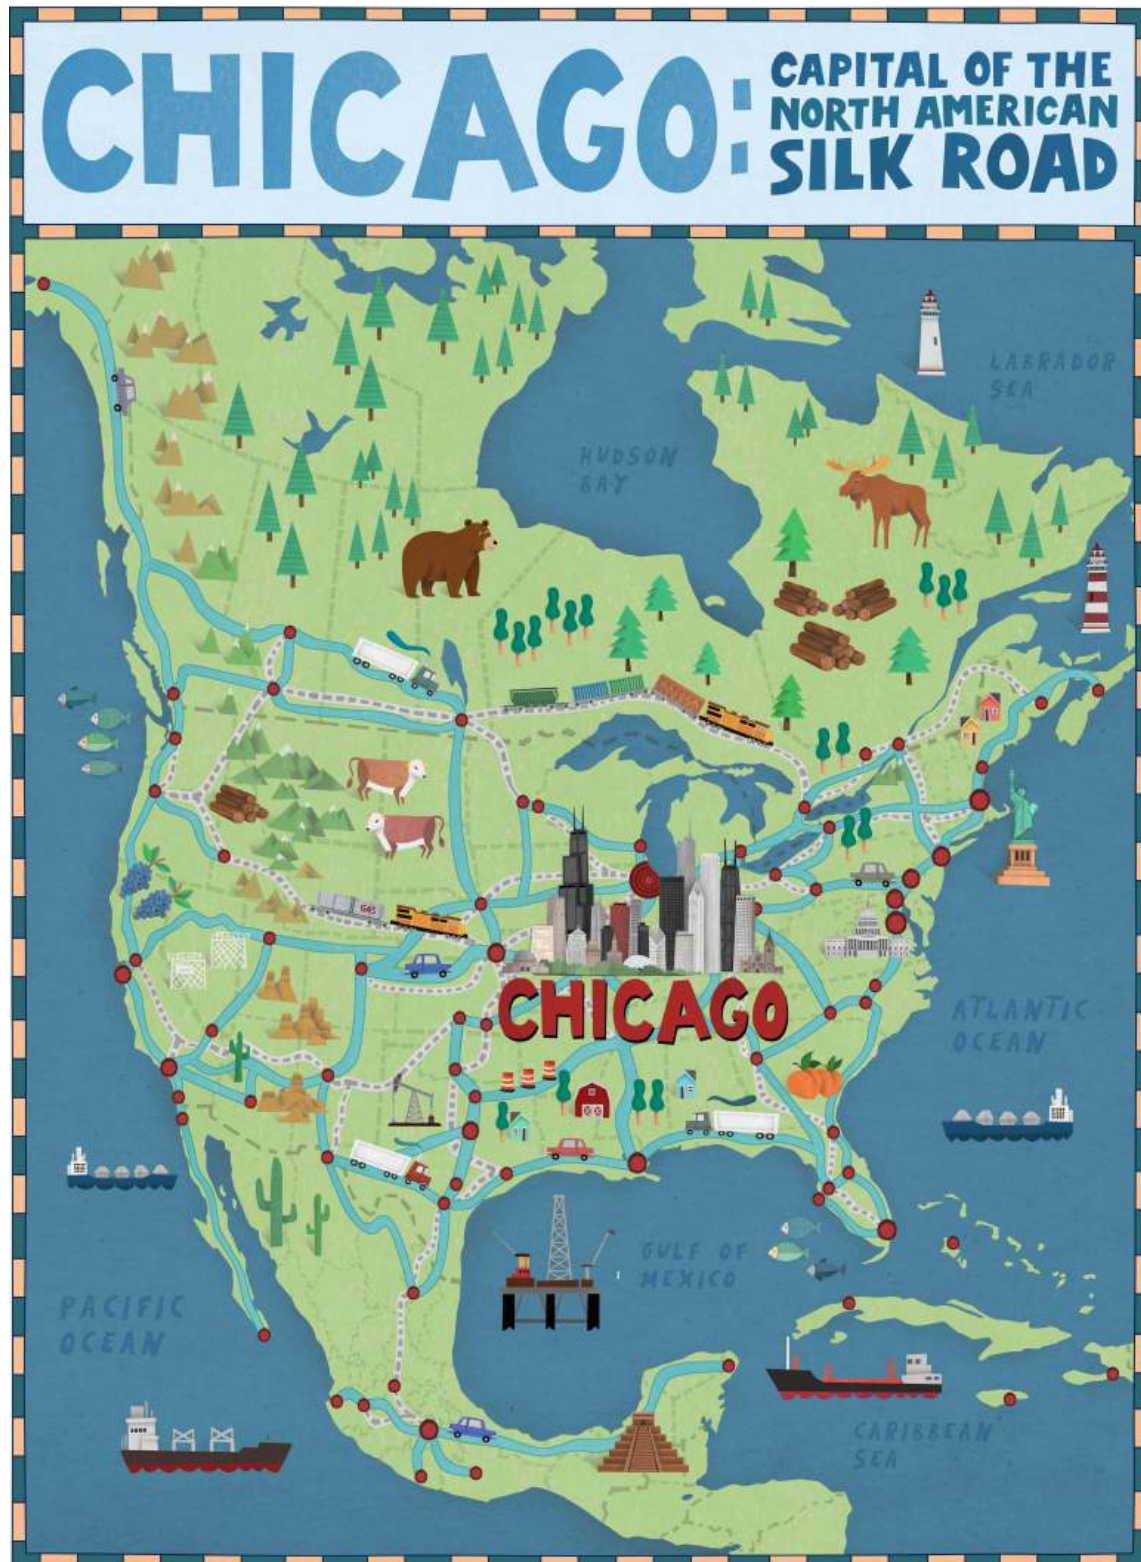 CHICAGO:
CAPITAL OF THE
NORTH AMERICAN
SILK ROAD
LABRADOR
SEA
HUDSON
BAY
GAS
CHICAGO
ATLANTIC
OCEAN
GULF OF
MEXICO
PACIFIC
OCEAN
CARIBBEAN
SEA